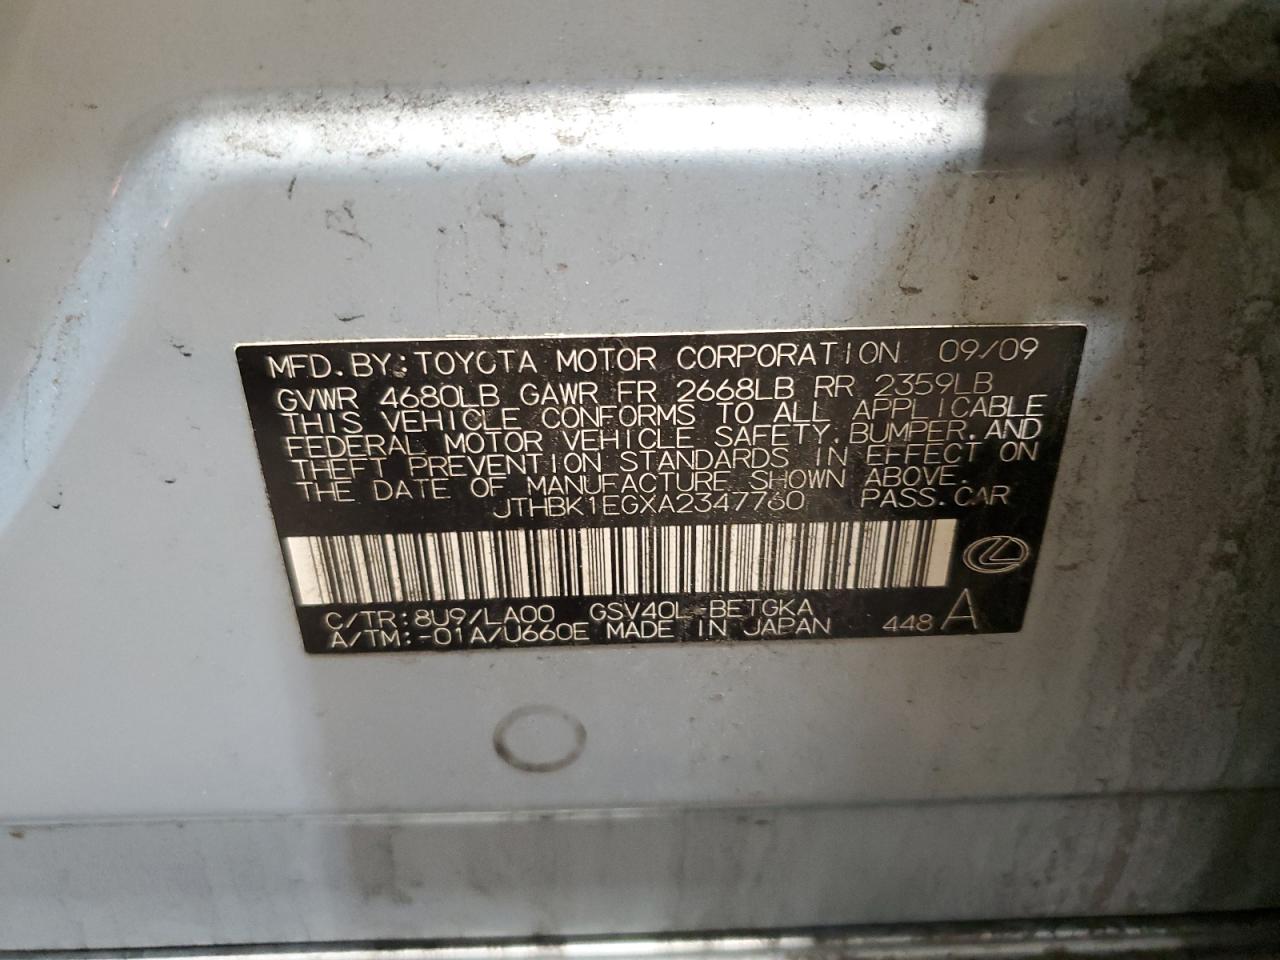 MFD.BY:TOYOTA MOTOR CORPORATION 09/09
GVWR 4680LB GAWR FR 2668LB RR 2359LB
THIS VEHICLE CONFORMS TO ALL APPLICABLE
FEDERAL MOTOR VEHICLE SAFETY,BUMPER,AND
THEFT PREVENTION STANDARDS IN EFFECT ON
THE DATE OF MANUFACTURE SHOWN ABOVE.
JTHBK1EGXA2347760 PASS.CAR
C/TR:8U9/LA00 GSV40L-BETGKA
A/TM:-01A/U660E MADE IN JAPAN 448 A